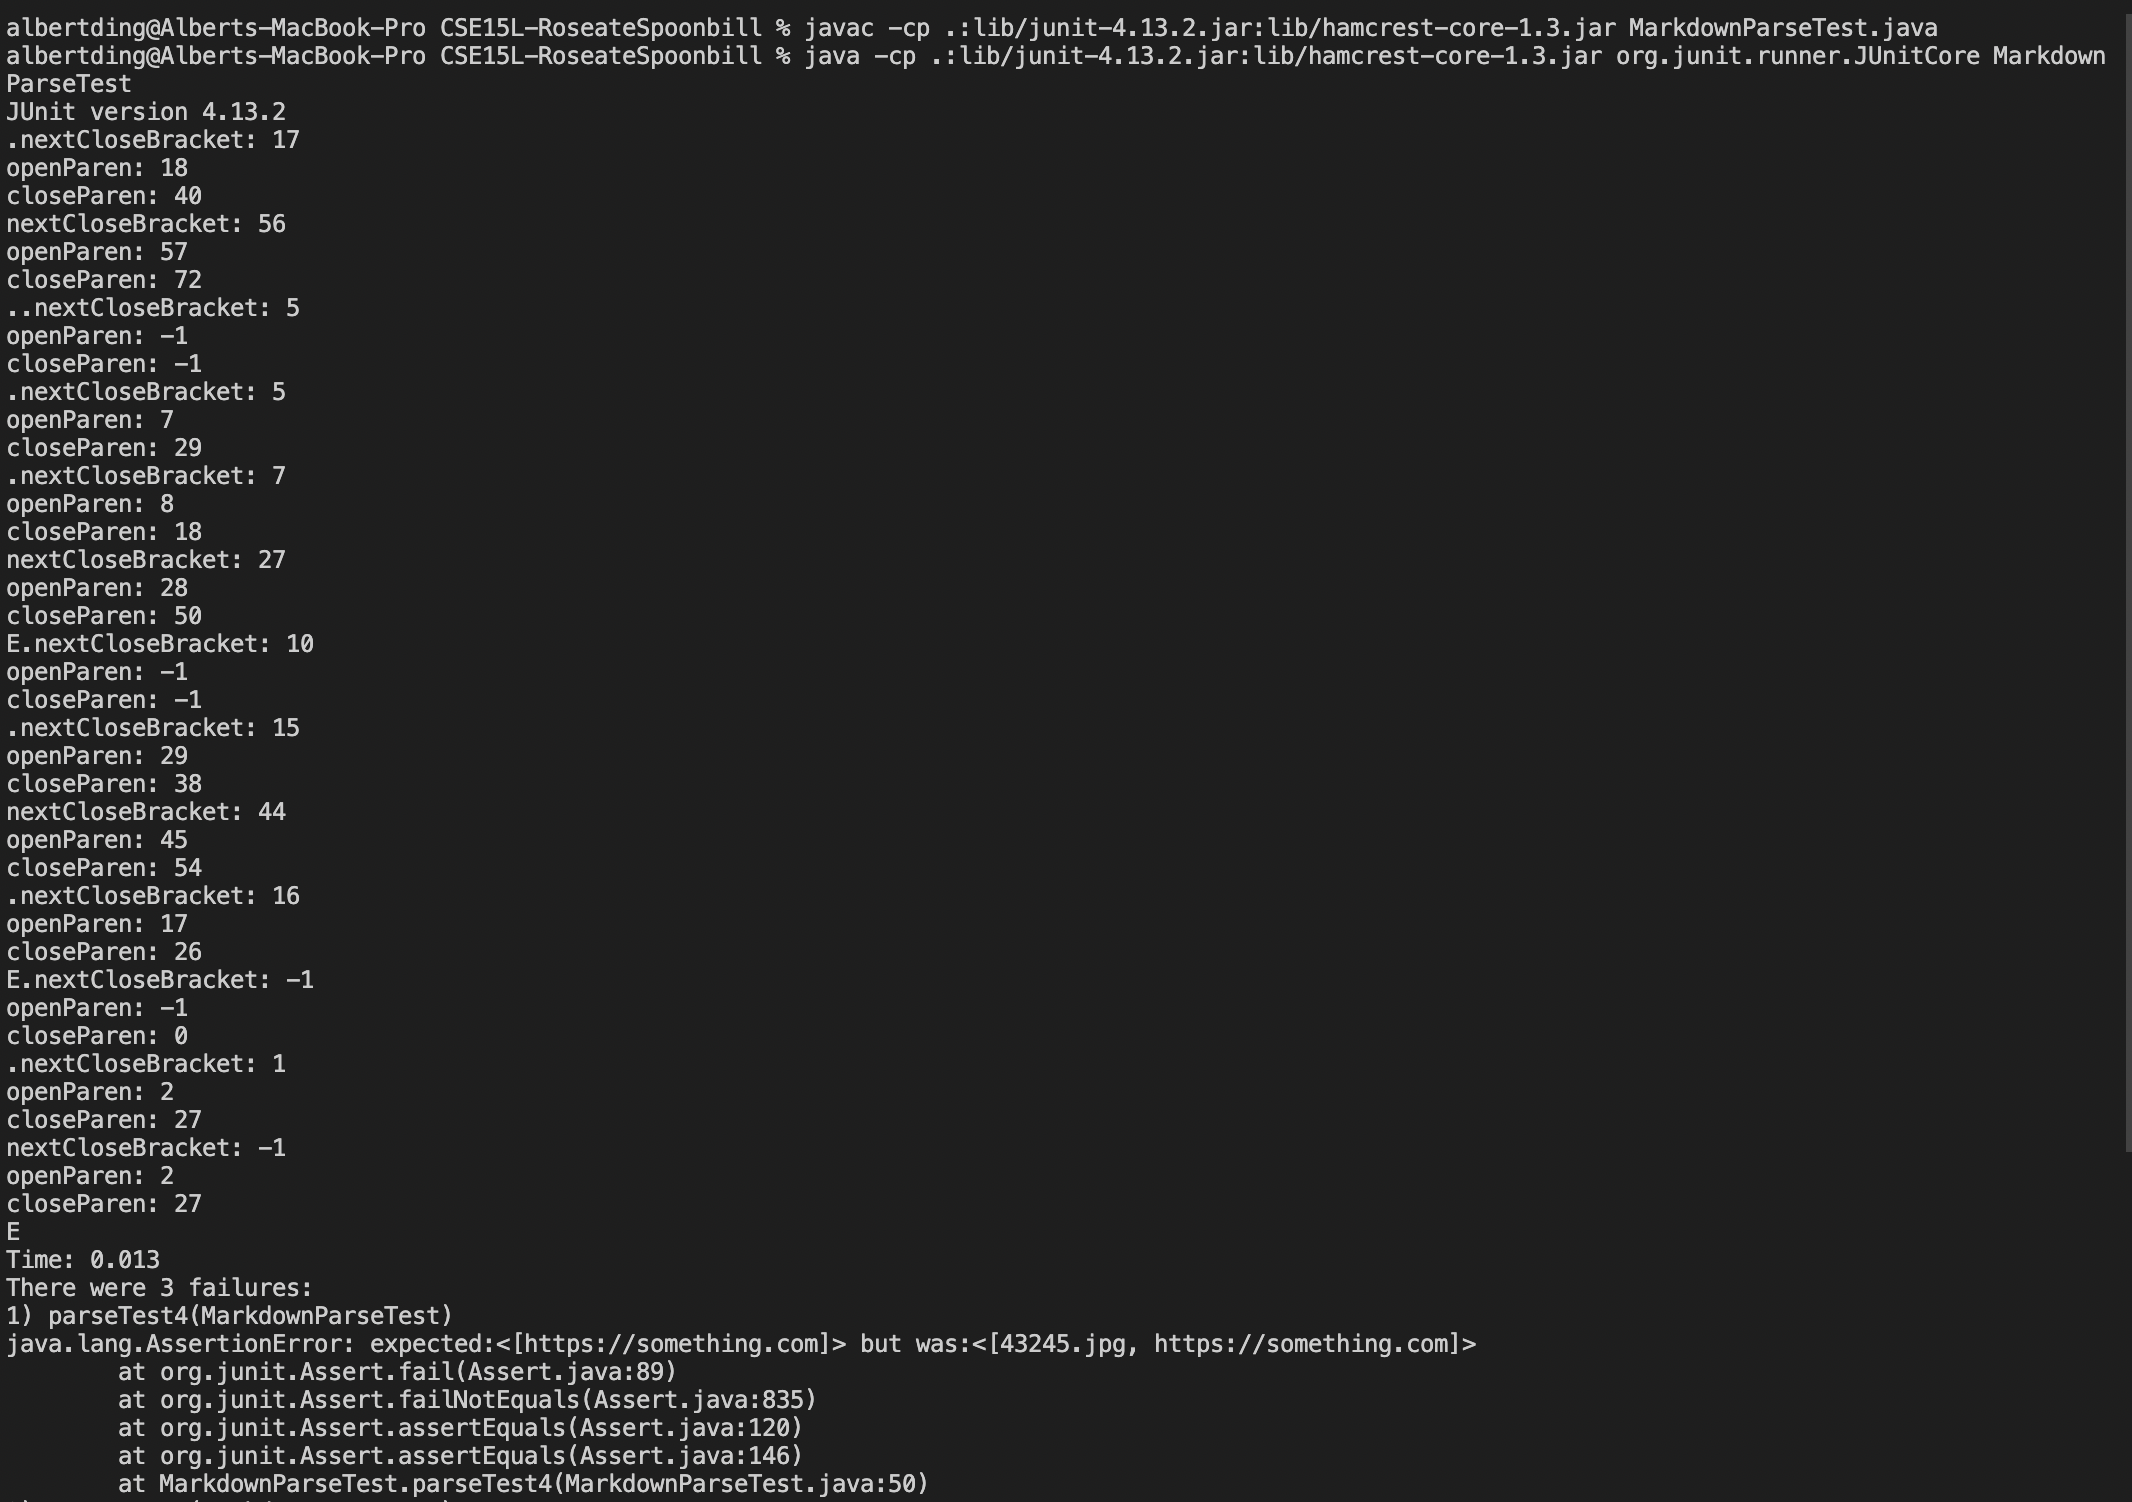 albertding@Alberts-MacBook-Pro CSE15L-RoseateSpoonbill % javac -cp .:lib/junit-4.13.2.jar:lib/hamcrest-core-1.3.jar MarkdownParseTest.java
albertding@Alberts-MacBook-Pro CSE15L-RoseateSpoonbill % java -cp .:lib/junit-4.13.2.jar:lib/hamcrest-core-1.3.jar org.junit.runner.JUnitCore Markdown
ParseTest
JUnit version 4.13.2
.nextCloseBracket: 17
openParen: 18
closeParen: 40
nextCloseBracket: 56
openParen: 57
closeParen: 72
..nextCloseBracket: 5
openParen: -1
closeParen: -1
.nextCloseBracket: 5
openParen: 7
closeParen: 29
.nextCloseBracket: 7
openParen: 8
closeParen: 18
nextCloseBracket: 27
openParen: 28
closeParen: 50
E.nextCloseBracket: 10
openParen: -1
closeParen: -1
.nextCloseBracket: 15
openParen: 29
closeParen: 38
nextCloseBracket: 44
openParen: 45
closeParen: 54
.nextCloseBracket: 16
openParen: 17
closeParen: 26
E.nextCloseBracket: -1
openParen: -1
closeParen: 0
.nextCloseBracket: 1
openParen: 2
closeParen: 27
nextCloseBracket: -1
openParen: 2
closeParen: 27
E
Time: 0.013
There were 3 failures:
1) parseTest4(MarkdownParseTest)
java.lang.AssertionError: expected:<[https://something.com]> but was:<[43245.jpg, https://something.com]>
        at org.junit.Assert.fail(Assert.java:89)
        at org.junit.Assert.failNotEquals(Assert.java:835)
        at org.junit.Assert.assertEquals(Assert.java:120)
        at org.junit.Assert.assertEquals(Assert.java:146)
        at MarkdownParseTest.parseTest4(MarkdownParseTest.java:50)